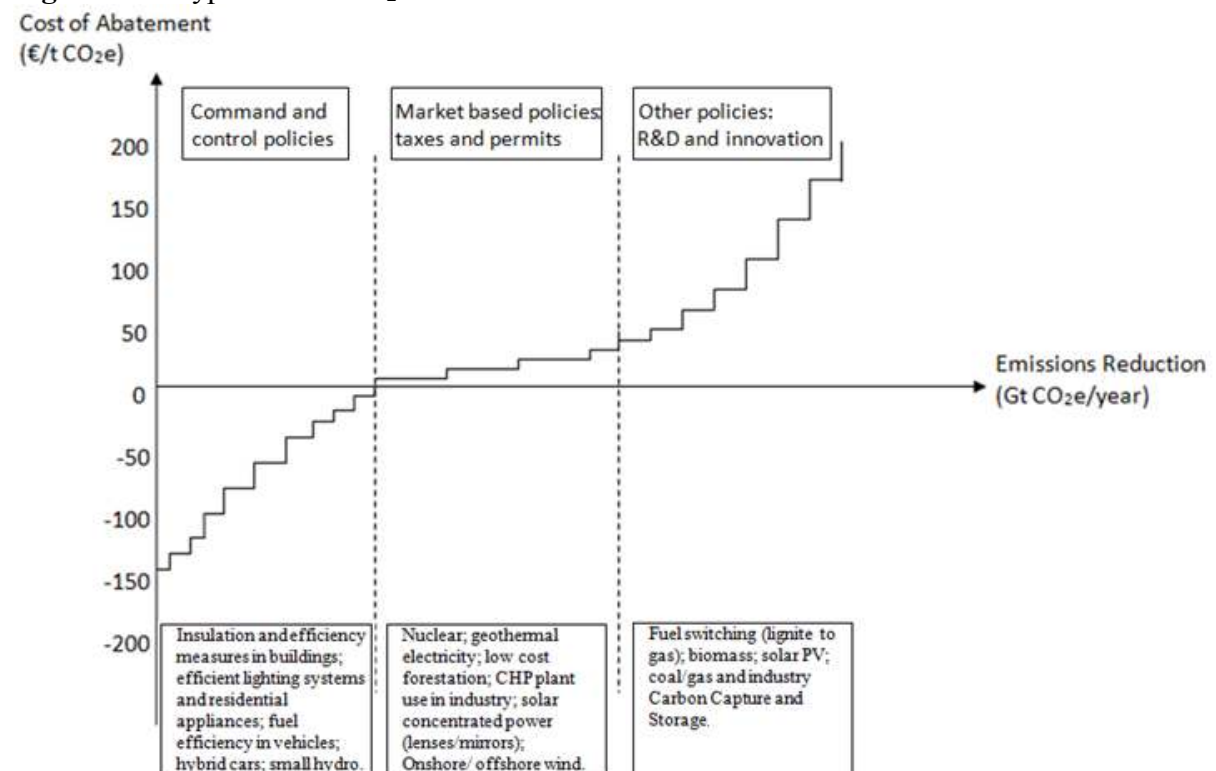 Cost of Abatement
(€/t CO₂e)
Command and
control policies
Market based policies:
taxes and permits
Other policies:
R&D and innovation
200
150
100
50
0
-50
-100
-150
-200
Emissions Reduction
(Gt CO₂e/year)
Insulation and efficiency
measures in buildings;
efficient lighting systems
and residential
appliances; fuel
efficiency in vehicles;
hybrid cars; small hydro.
Nuclear; geothermal
electricity; low cost
forestation; CHP plant
use in industry; solar
concentrated power
(lenses/mirrors);
Onshore/ offshore wind.
Fuel switching (lignite to
gas); biomass; solar PV;
coal/gas and industry
Carbon Capture and
Storage.